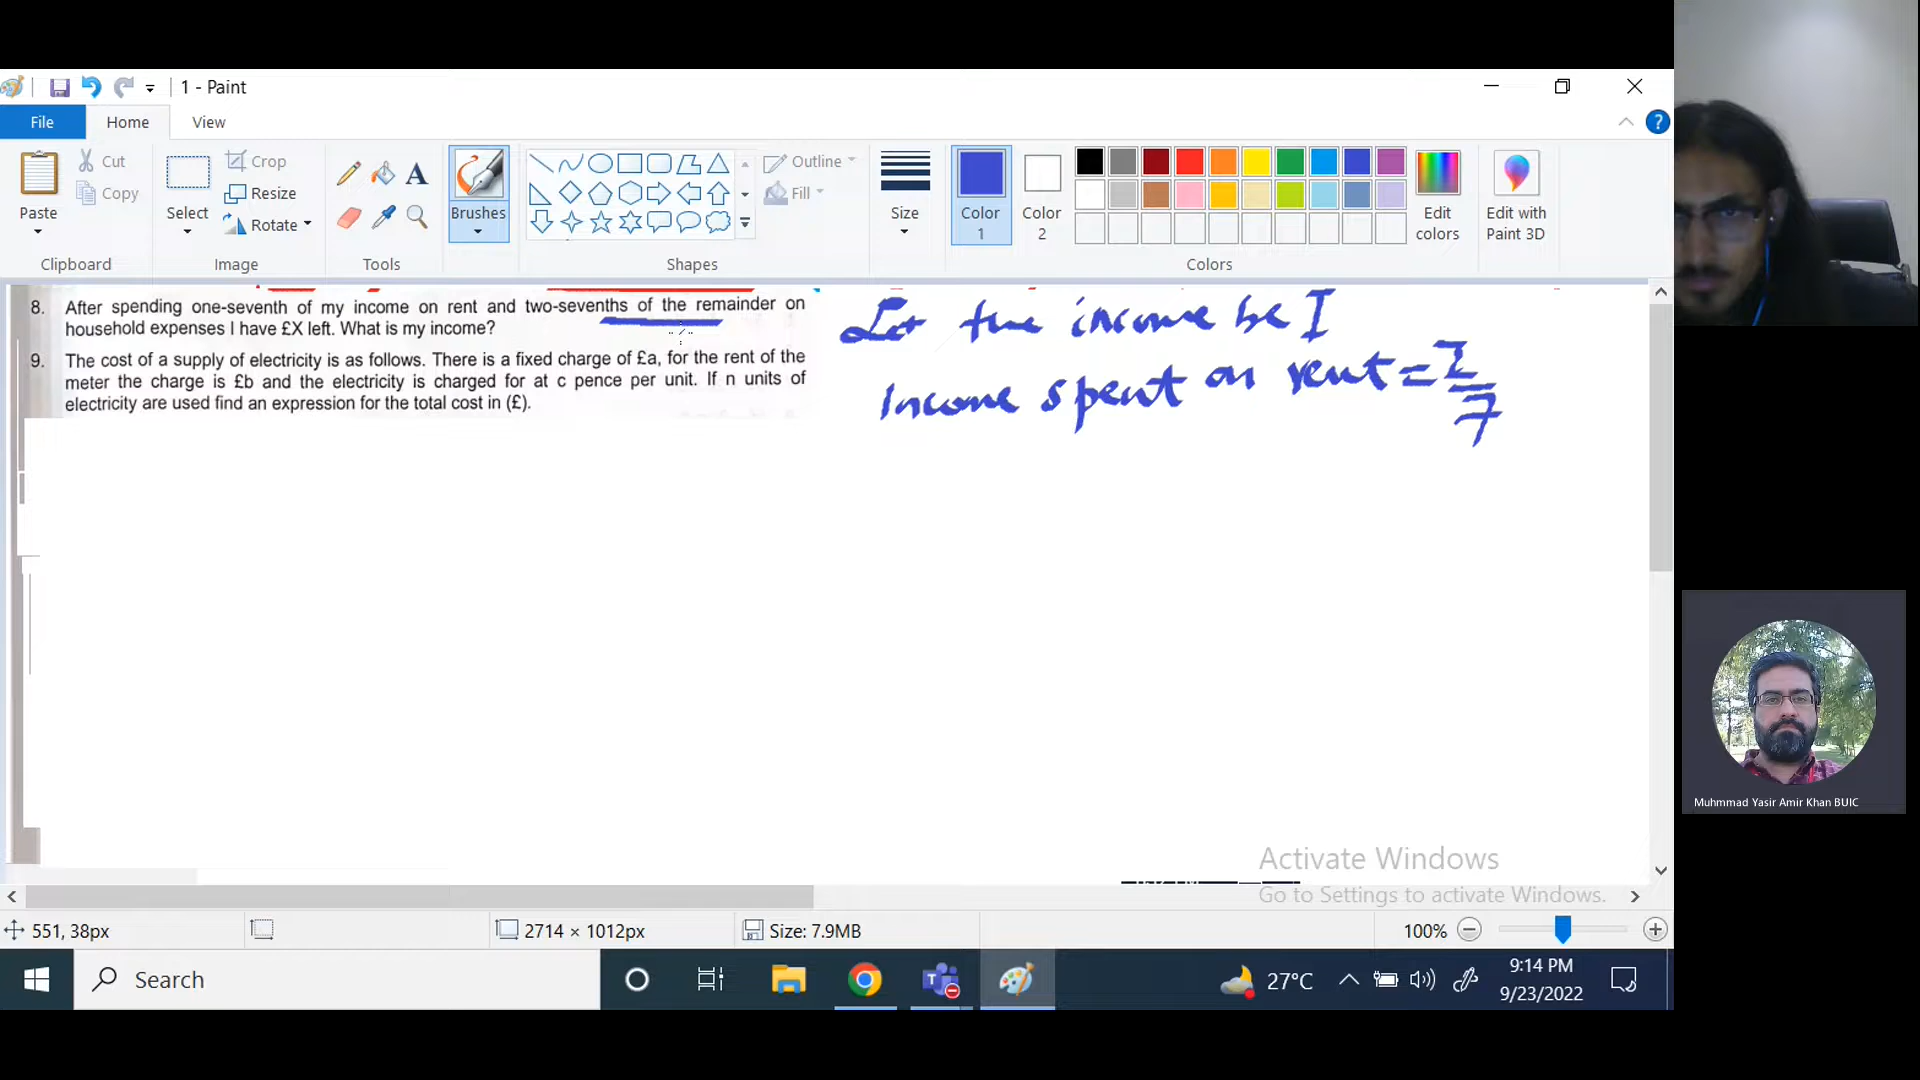 1 - Paint
File Home View
Paste
Cut
Copy
Clipboard
Select
Crop
Resize
Rotate
Image
A
Tools
Brushes
Shapes
Outline
Fill
Size
Color 1
Color 2
Colors
Edit colors
Edit with Paint 3D
?
8. After spending one-seventh of my income on rent and two-sevenths of the remainder on
household expenses I have £X left. What is my income?
9. The cost of a supply of electricity is as follows. There is a fixed charge of £a, for the rent of the
meter the charge is £b and the electricity is charged for at c pence per unit. If n units of
electricity are used find an expression for the total cost in (£).
Let the income be I
Income spent on rent = I
7
Activate Windows
Go to Settings to activate Windows.
551, 38px
2714 × 1012px
Size: 7.9MB
100%
Search
T
27°C
9:14 PM
9/23/2022
Muhmmad Yasir Amir Khan BUIC